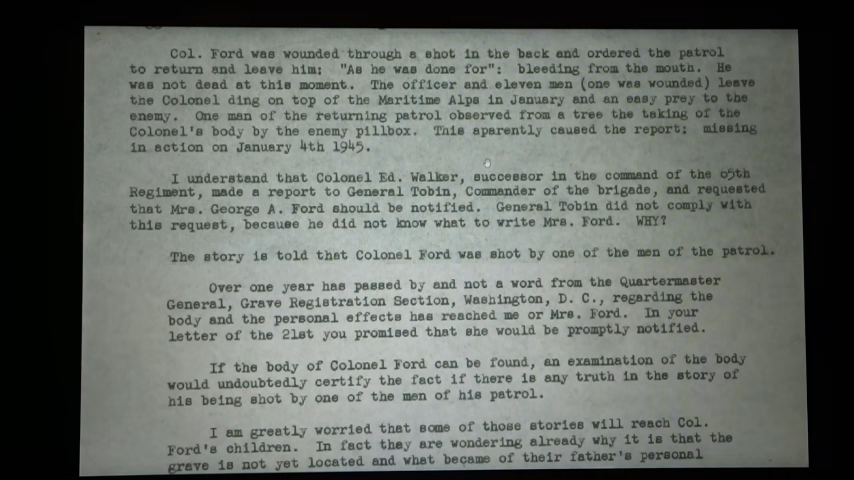 Col. Ford was wounded through a shot in the back and ordered the patrol
to return and leave him; "As he was done for": bleeding from the mouth. He
was not dead at this moment. The officer and eleven men (one was wounded) leave
the Colonel ding on top of the Maritime Alps in January and an easy prey to the
enemy. One man of the returning patrol observed from a tree the taking of the
Colonel's body by the enemy pillbox. This aparently caused the report; missing
in action on January 4th 1945.
I understand that Colonel Ed. Walker, successor in the command of the 65th
Regiment, made a report to General Tobin, Commander of the brigade, and requested
that Mrs. George A. Ford should be notified. General Tobin did not comply with
this request, because he did not know what to write Mrs. Ford. WHY?
The story is told that Colonel Ford was shot by one of the men of the patrol.
Over one year has passed by and not a word from the Quartermaster
General, Grave Registration Section, Washington, D. C., regarding the
body and the personal effects has reached me or Mrs. Ford. In your
letter of the 21st you promised that she would be promptly notified.
If the body of Colonel Ford can be found, an examination of the body
would undoubtedly certify the fact if there is any truth in the story of
his being shot by one of the men of his patrol.
I am greatly worried that some of those stories will reach Col.
Ford's children. In fact they are wondering already why it is that the
grave is not yet located and what became of their father's personal